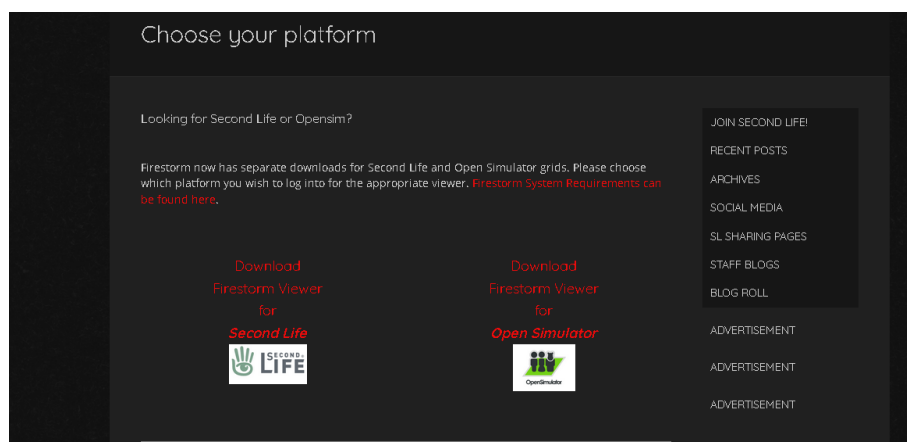 Choose your platform
Looking for Second Life or Opensim?
Firestorm now has separate downloads for Second Life and Open Simulator grids. Please choose
which platform you wish to log into for the appropriate viewer. Firestorm System Requirements can
be found here.
Download
Firestorm Viewer
for
Second Life
SECOND
LIFE
Download
Firestorm Viewer
for
Open Simulator
OpenSimulator
JOIN SECOND LIFE!
RECENT POSTS
ARCHIVES
SOCIAL MEDIA
SL SHARING PAGES
STAFF BLOGS
BLOG ROLL
ADVERTISEMENT
ADVERTISEMENT
ADVERTISEMENT